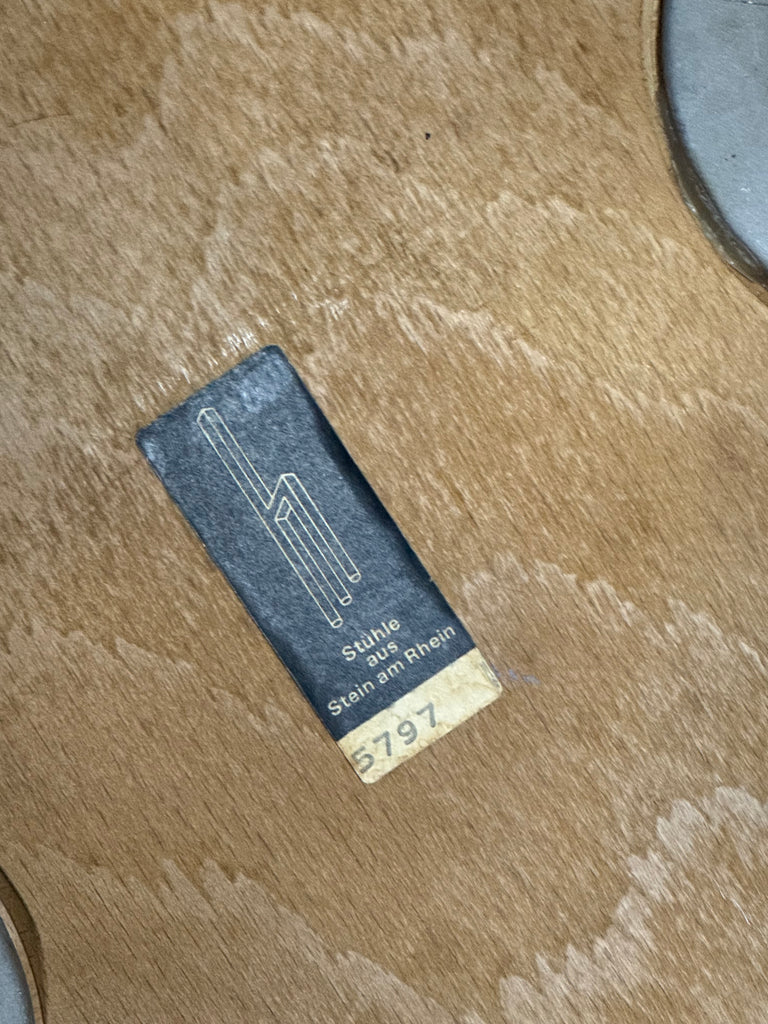 Stühle
aus
Stein am Rhein
5797